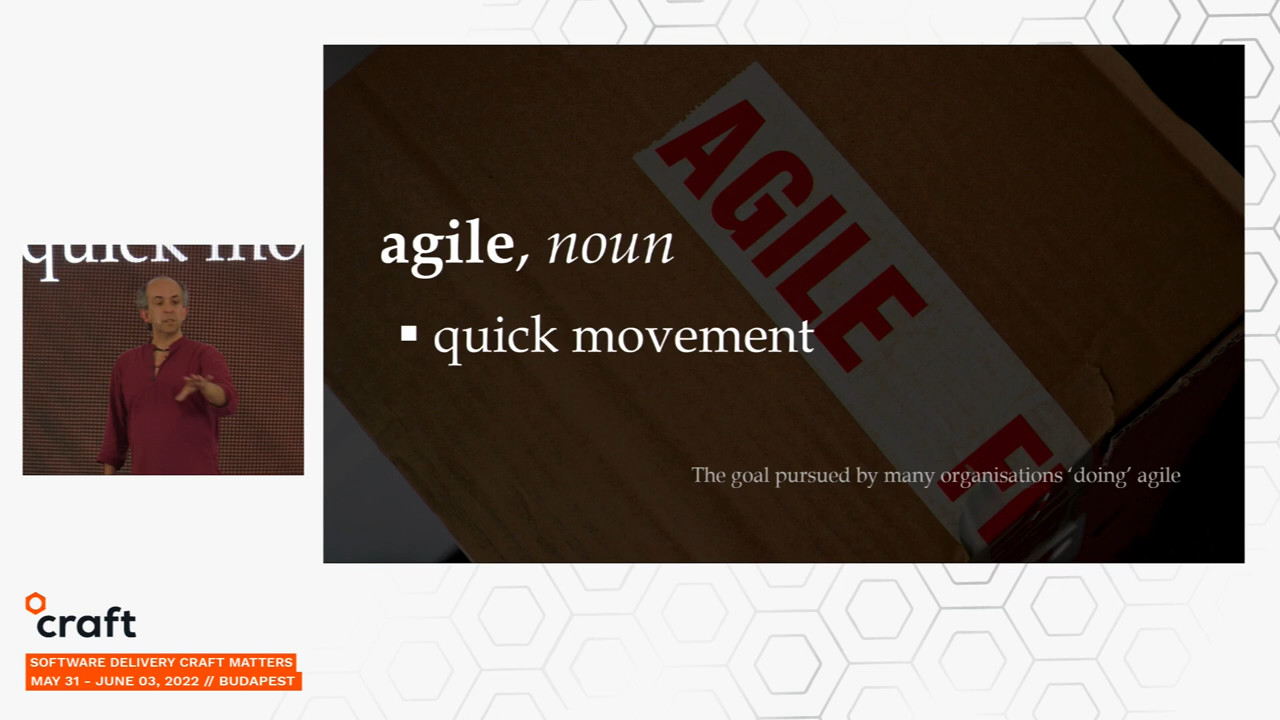 AGILE
agile, noun
▪ quick movement
The goal pursued by many organisations ‘doing’ agile
quick mo
craft
SOFTWARE DELIVERY CRAFT MATTERS
MAY 31 - JUNE 03, 2022 // BUDAPEST